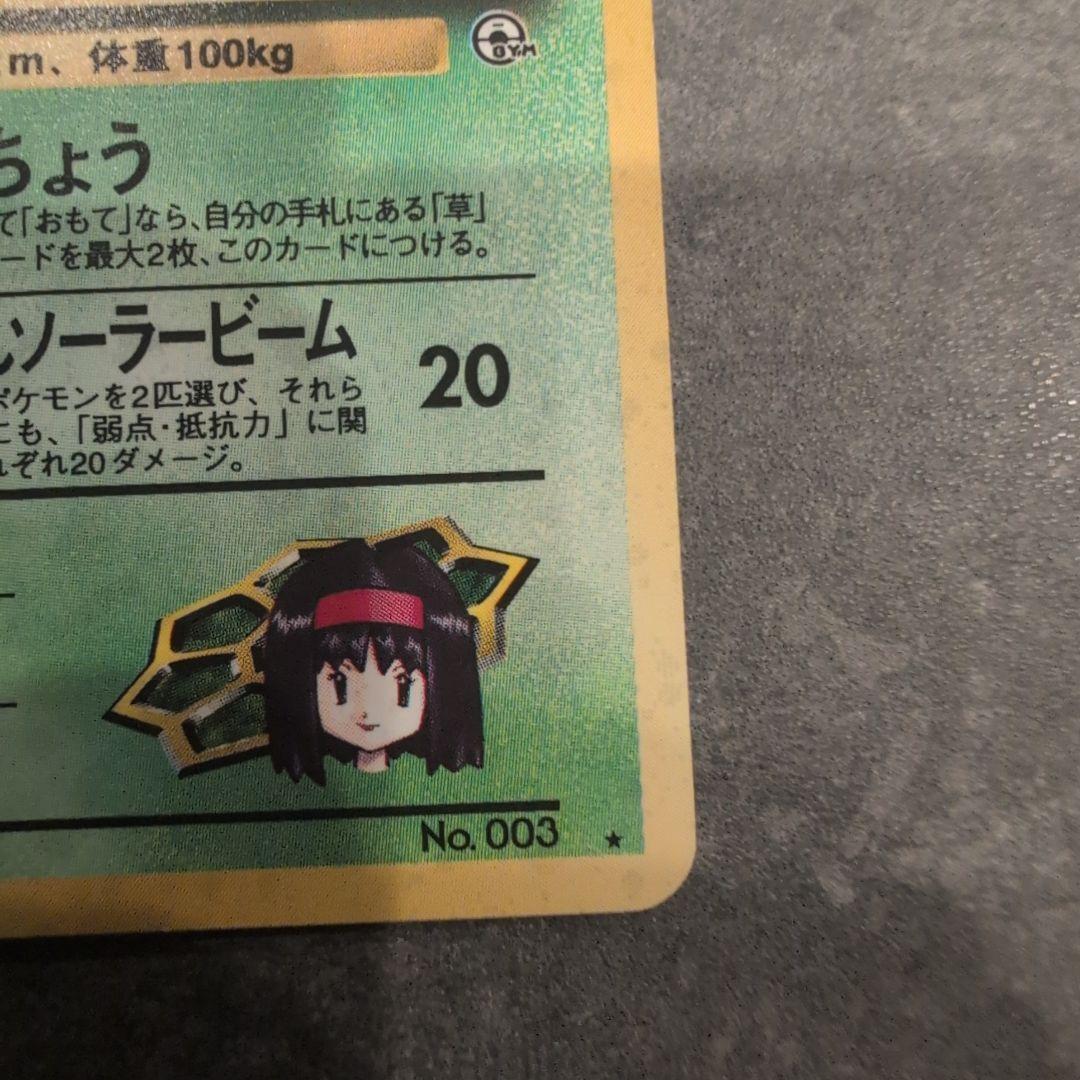 m、体重100kg
GYM
ちょう
て「おもて」なら、自分の手札にある「草」
ードを最大2枚、このカードにつける。
ソーラービーム
20
ポケモンを2匹選び、それら
にも、「弱点・抵抗力」に関
れぞれ20ダメージ。
No. 003 ★